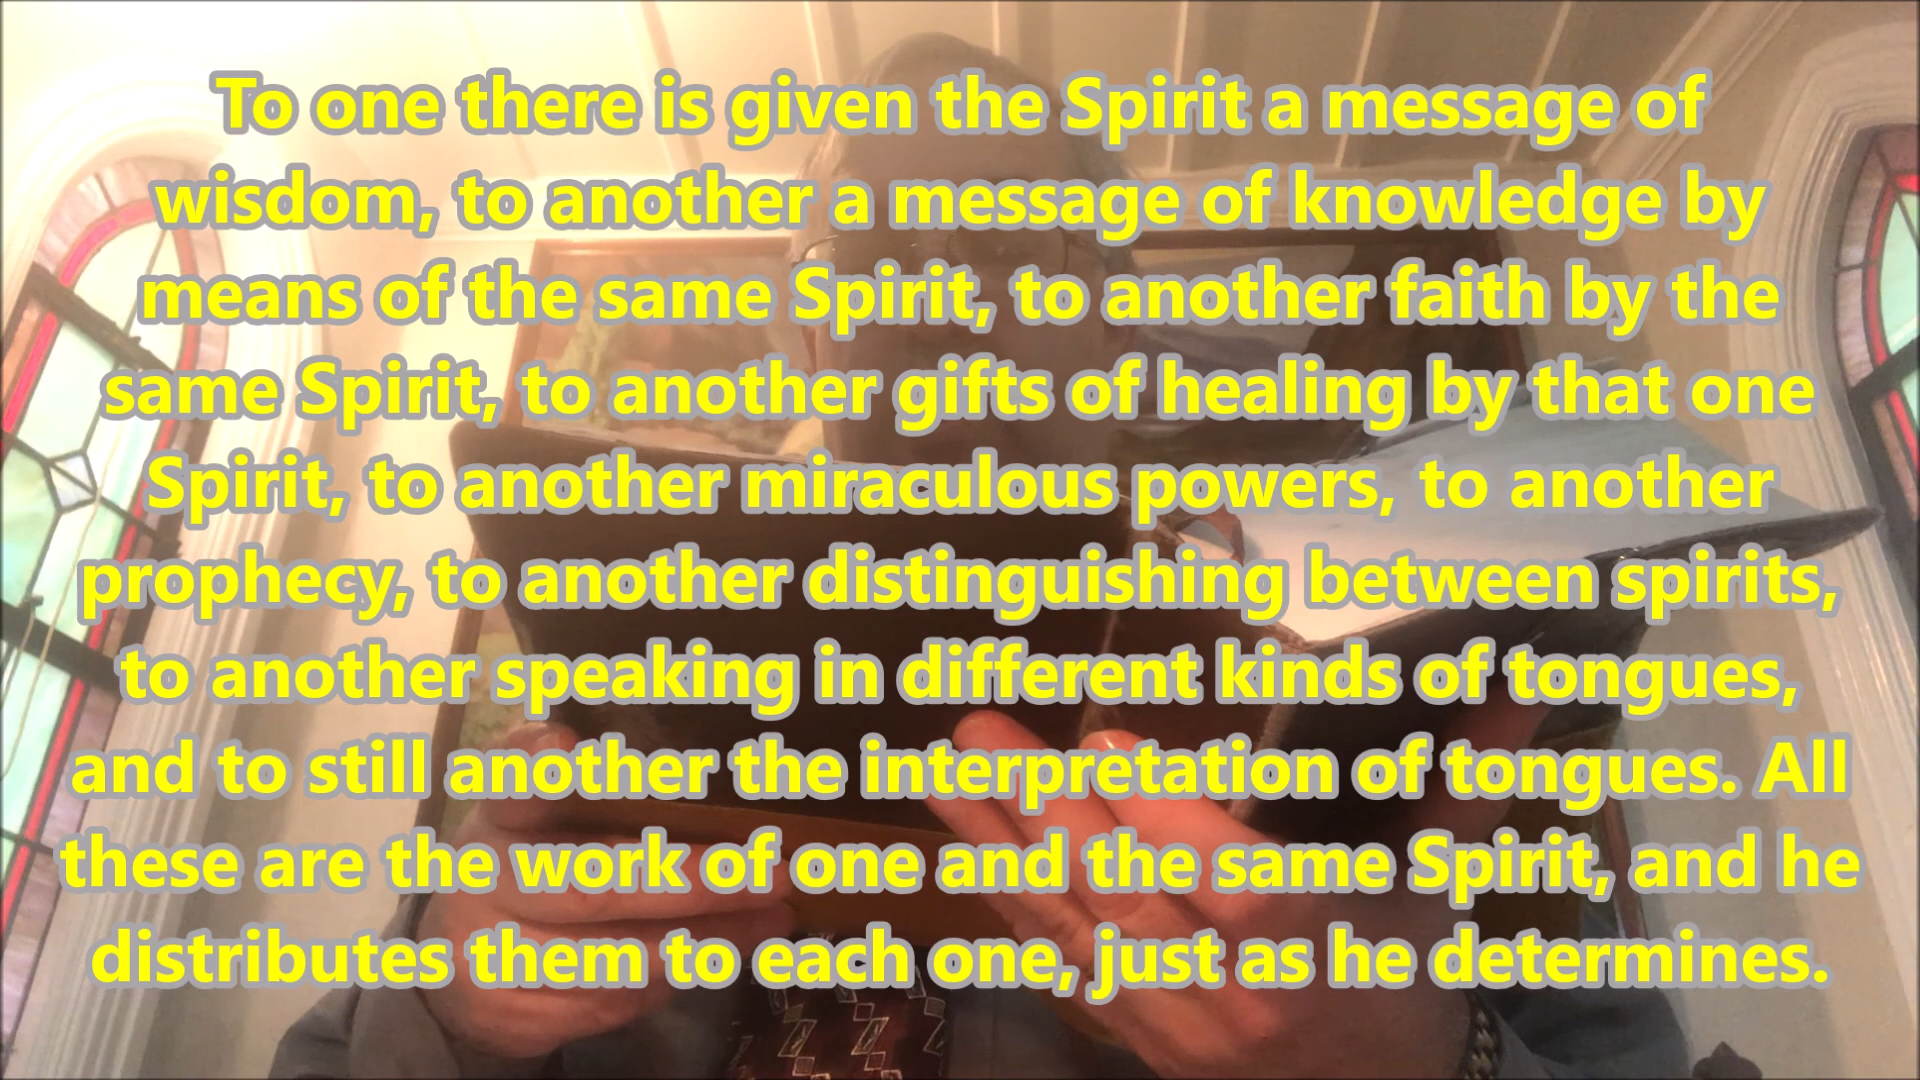 To one there is given the Spirit a message of
wisdom, to another a message of knowledge by
means of the same Spirit, to another faith by the
same Spirit, to another gifts of healing by that one
Spirit, to another miraculous powers, to another
prophecy, to another distinguishing between spirits,
to another speaking in different kinds of tongues,
and to still another the interpretation of tongues. All
these are the work of one and the same Spirit, and he
distributes them to each one, just as he determines.